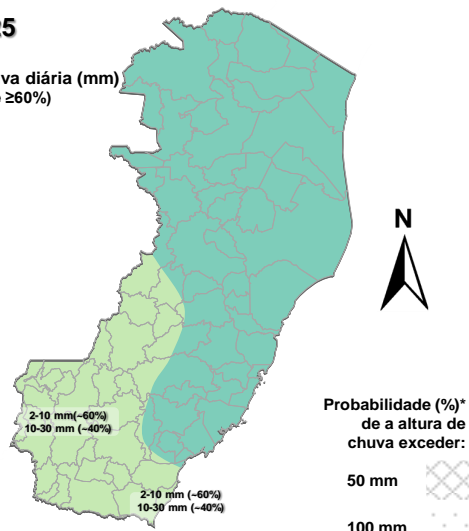 25
va diária (mm)
≥60%)
N
2-10 mm(~60%)
10-30 mm (~40%)
Probabilidade (%)*
de a altura de
chuva exceder:
50 mm
100 mm
2-10 mm (~60%)
10-30 mm (~40%)